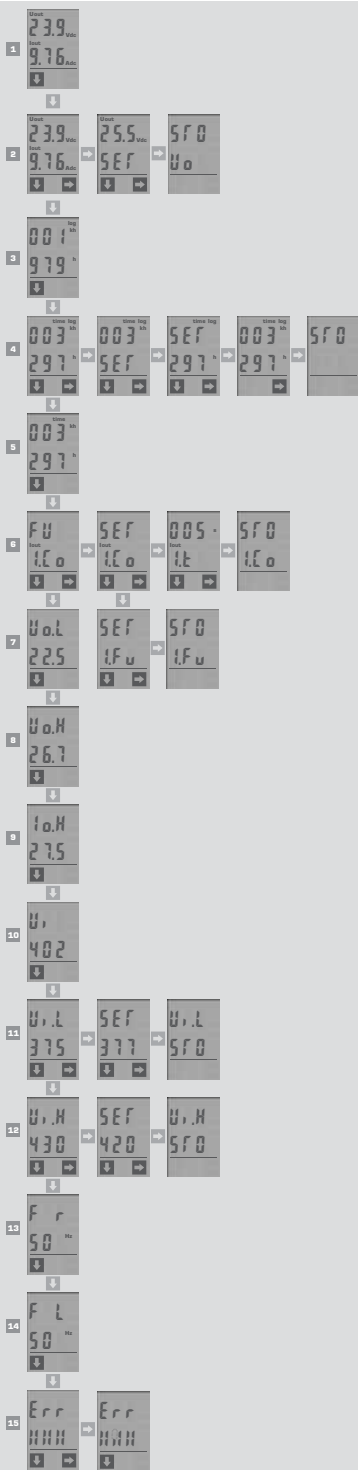 1
Uout
23.9 Vdc
Iout
9.76 Adc
2
Uout
23.9 Vdc
9.76 Adc
Uout
25.5 Vdc
SET
STO
Uo
3
log
001 kh
979 h
4
time log
003 kh
297 h
time log
003 kh
SET
time log
SET
297 h
time log
003 kh
297 h
STO
5
time
003 kh
297 h
6
FU
Iout
I.Co
SET
I.Co
005
Iout
I.t
STO
I.Co
7
Uo.L
22.5
SET
I.Fu
STO
I.Fu
8
Uo.H
26.7
9
Io.H
27.5
10
Ui
402
11
Ui.L
375
SET
377
Ui.L
STO
12
Ui.H
430
SET
420
Ui.H
STO
13
Fr
50 Hz
14
FL
50 Hz
15
Err
Err